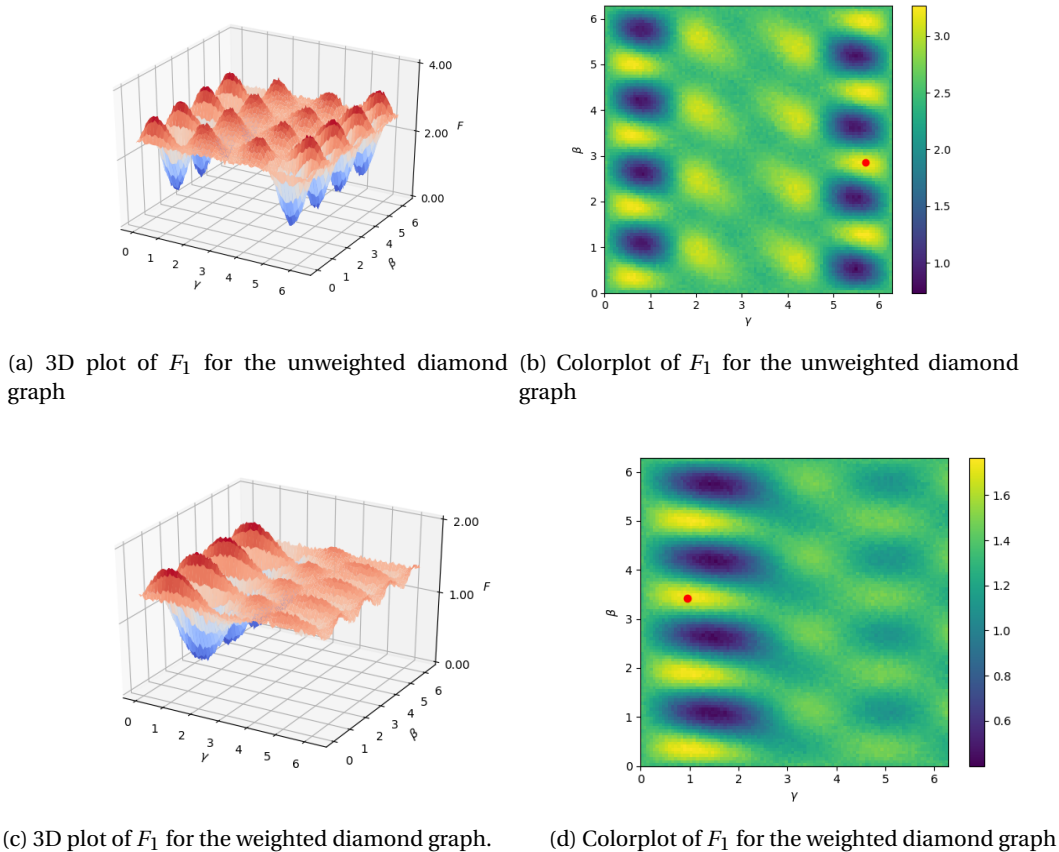 4.00
2.00
0.00
F
0 1 2 3 4 5 6
γ
0 1 2 3 4 5 6
β
6
5
4
3
2
1
0
β
0 1 2 3 4 5 6
γ
3.0
2.5
2.0
1.5
1.0
(a) 3D plot of F1 for the unweighted diamond
graph
(b) Colorplot of F1 for the unweighted diamond
graph
2.00
1.00
0.00
F
0 1 2 3 4 5 6
γ
0 1 2 3 4 5 6
β
6
5
4
3
2
1
0
β
0 1 2 3 4 5 6
γ
1.6
1.4
1.2
1.0
0.8
0.6
(c) 3D plot of F1 for the weighted diamond graph.
(d) Colorplot of F1 for the weighted diamond graph